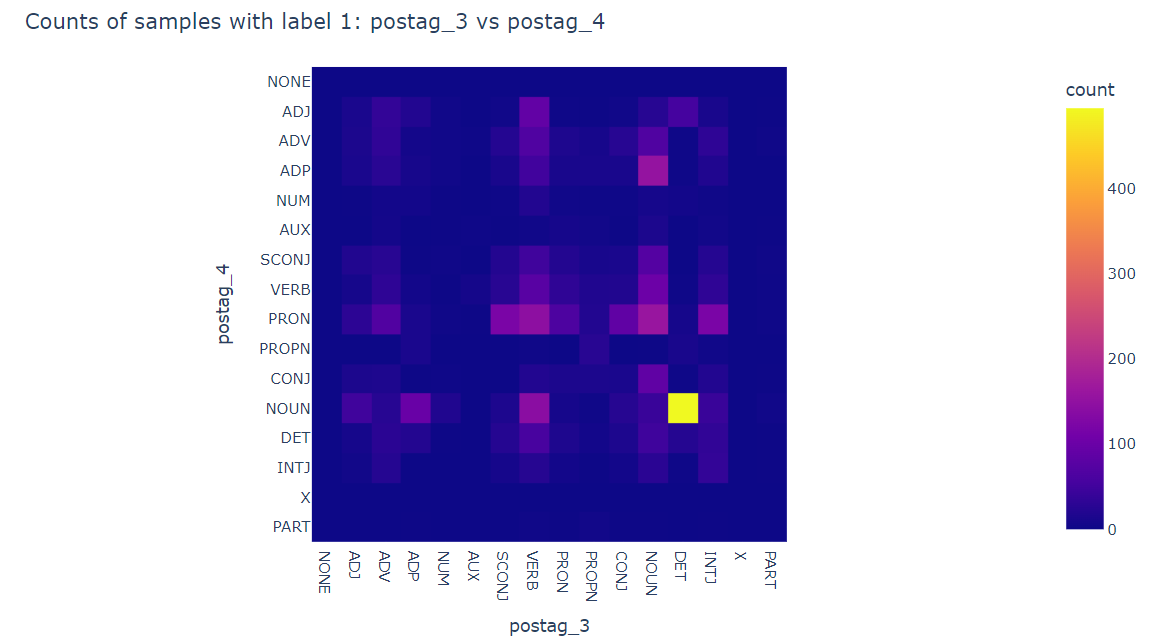 Counts of samples with label 1: postag_3 vs postag_4
count
NONE
ADJ
ADV
ADP
NUM
AUX
SCONJ
VERB
PRON
PROPN
CONJ
NOUN
DET
INTJ
X
PART
postag_4
NONE
ADJ
ADV
ADP
NUM
AUX
SCONJ
VERB
PRON
PROPN
CONJ
NOUN
DET
INTJ
X
PART
postag_3
400
300
200
100
0